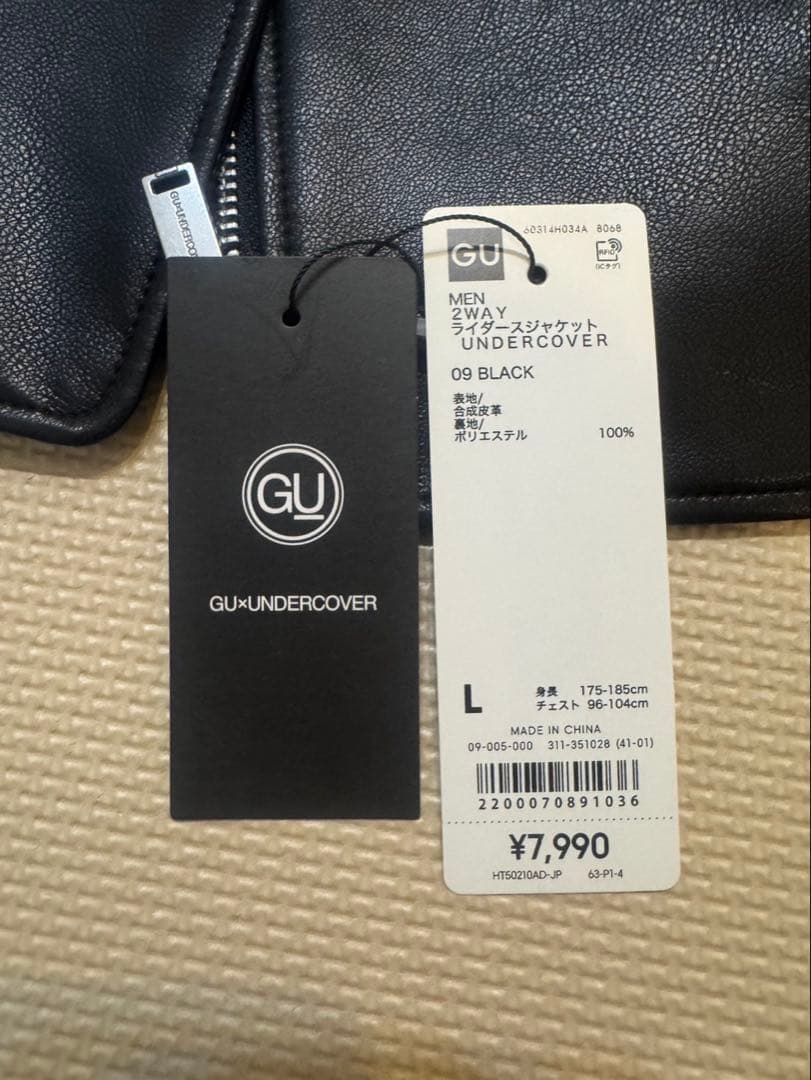 GU×UNDERCOVER
GU
GU×UNDERCOVER
GU
60314H034A 8068
RFID
(ICタグ)
MEN
2WAY
ライダースジャケット
UNDERCOVER
09 BLACK
表地/
合成皮革
裏地/
ポリエステル 100%
L
身長 175-185cm
チェスト 96-104cm
MADE IN CHINA
09-005-000 311-351028 (41-01)
2200070891036
¥7,990
HT50210AD-JP 63-P1-4